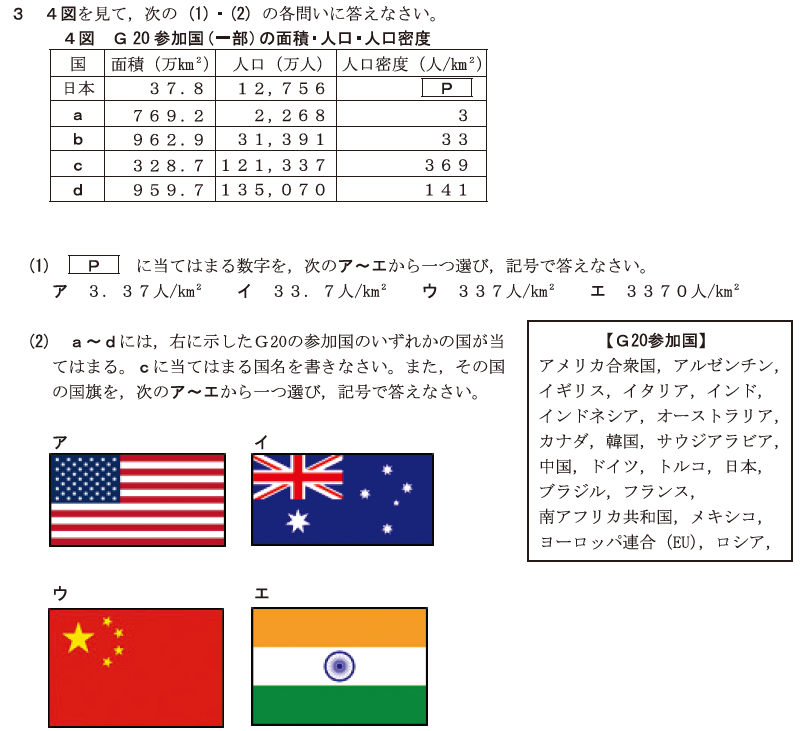 3　４図を見て，次の（1）・（2）の各問いに答えなさい。
４図　Ｇ20参加国（一部）の面積・人口・人口密度
国　面積（万km²）　人口（万人）　人口密度（人/km²）
日本　３７.８　１２,７５６　Ｐ
ａ　７６９.２　２,２６８　３
ｂ　９６２.９　３１,３９１　３３
ｃ　３２８.７　１２１,３３７　３６９
ｄ　９５９.７　１３５,０７０　１４１
（1）　Ｐ　に当てはまる数字を，次のア～エから一つ選び，記号で答えなさい。
ア　３．３７人/km²　イ　３３.７人/km²　ウ　３３７人/km²　エ　３３７０人/km²
（2）　ａ～ｄには，右に示したＧ20の参加国のいずれかの国が当
てはまる。ｃに当てはまる国名を書きなさい。また，その国
の国旗を，次のア～エから一つ選び，記号で答えなさい。
【Ｇ20参加国】
アメリカ合衆国，アルゼンチン，
イギリス，イタリア，インド，
インドネシア，オーストラリア，
カナダ，韓国，サウジアラビア，
中国，ドイツ，トルコ，日本，
ブラジル，フランス，
南アフリカ共和国，メキシコ，
ヨーロッパ連合（EU），ロシア，
ア　イ
ウ　エ